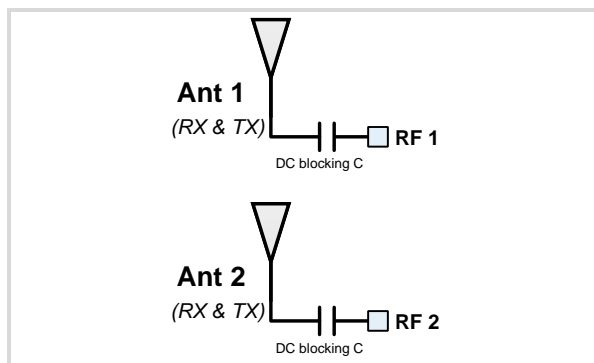 Ant 1
(RX & TX)
RF 1
DC blocking C
Ant 2
(RX & TX)
RF 2
DC blocking C